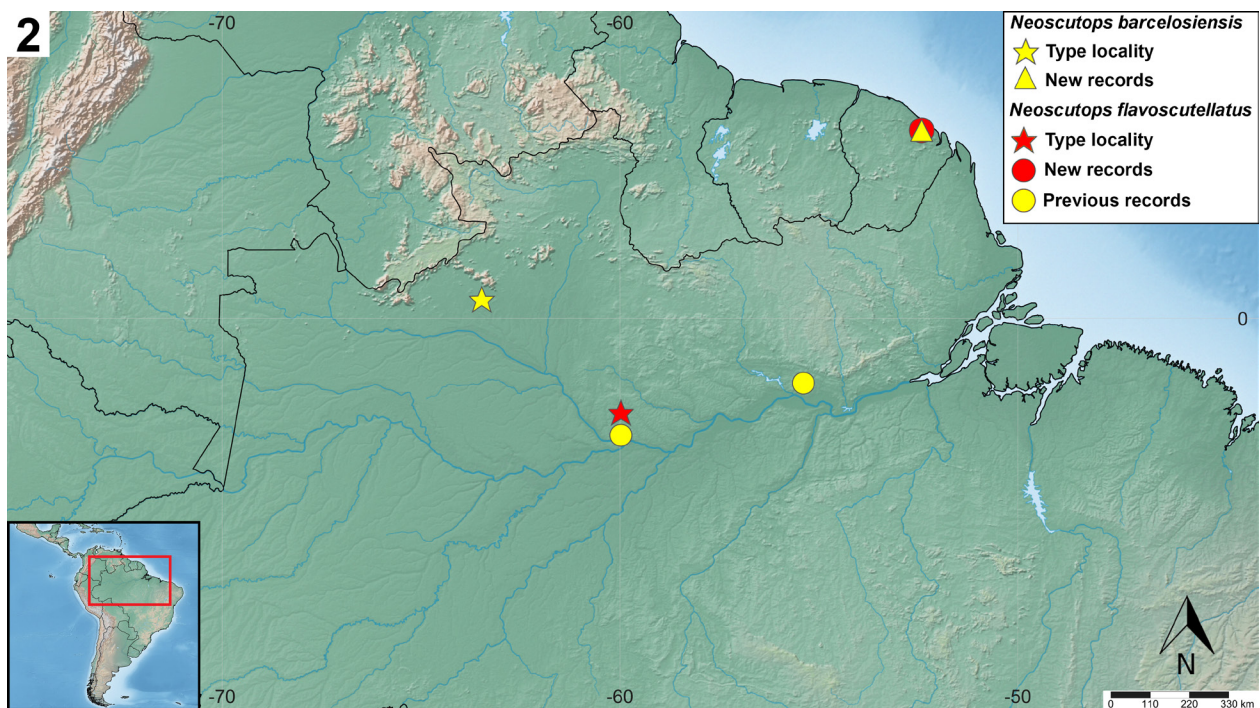 2
-70
-60
Neoscutops barcelosiensis
Type locality
New records
Neoscutops flavoscutellatus
Type locality
New records
Previous records
0
-70
-60
-50
N
0 110 220 330 km